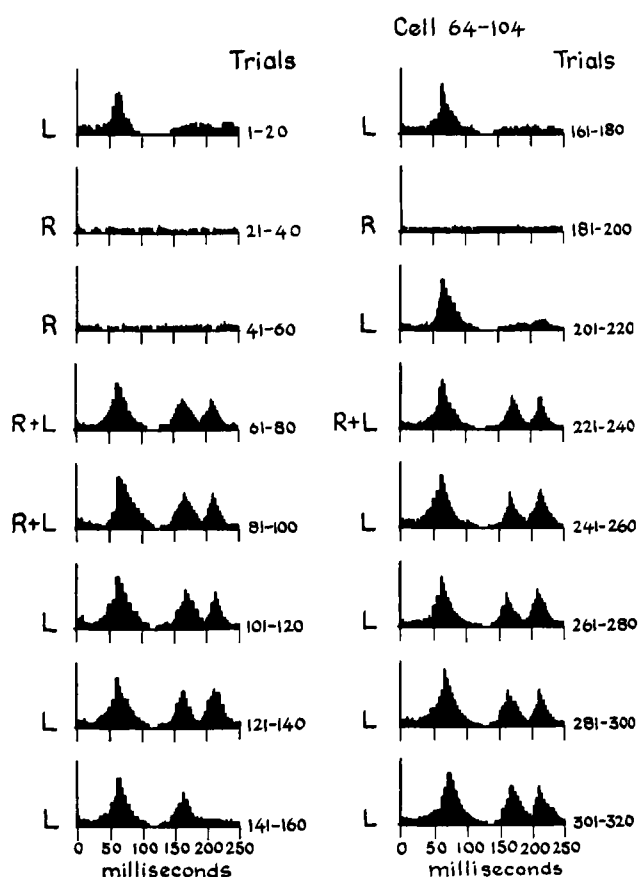 Cell 64-104
Trials
L 1-20
R 21-40
R 41-60
R+L 61-80
R+L 81-100
L 101-120
L 121-140
L 141-160
0 50 100 150 200 250
milliseconds
Trials
L 161-180
R 181-200
L 201-220
R+L 221-240
L 241-260
L 261-280
L 281-300
L 301-320
0 50 100 150 200 250
milliseconds